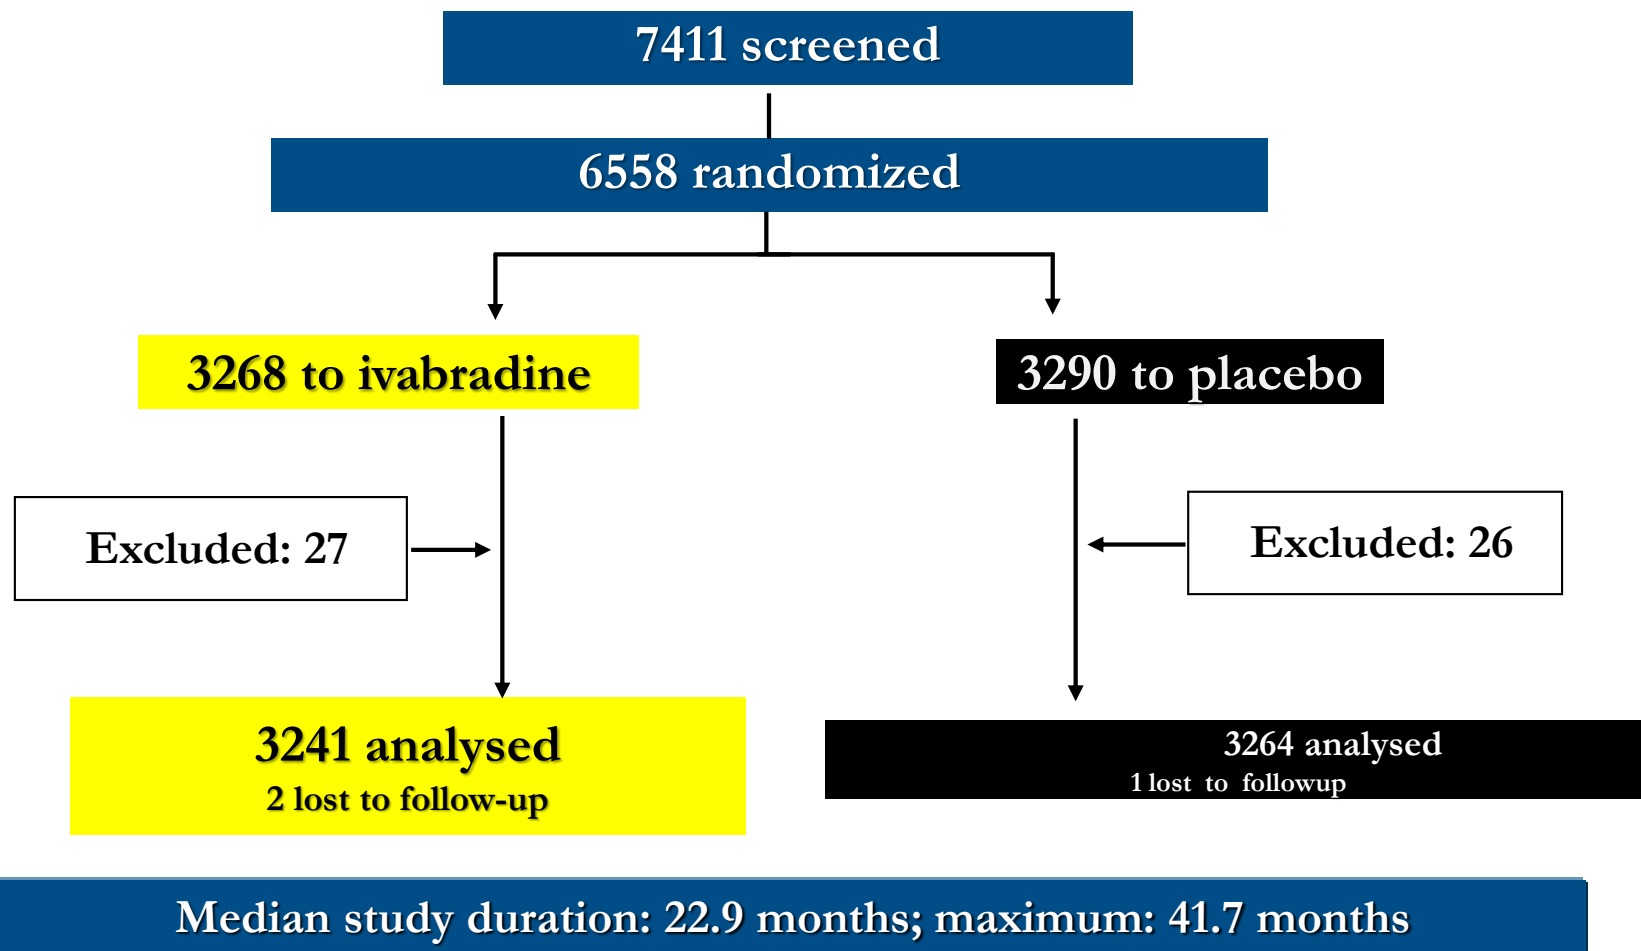 7411 screened
6558 randomized
3268 to ivabradine
3290 to placebo
Excluded: 27
Excluded: 26
3241 analysed
2 lost to follow-up
3264 analysed
1 lost to followup
Median study duration: 22.9 months; maximum: 41.7 months